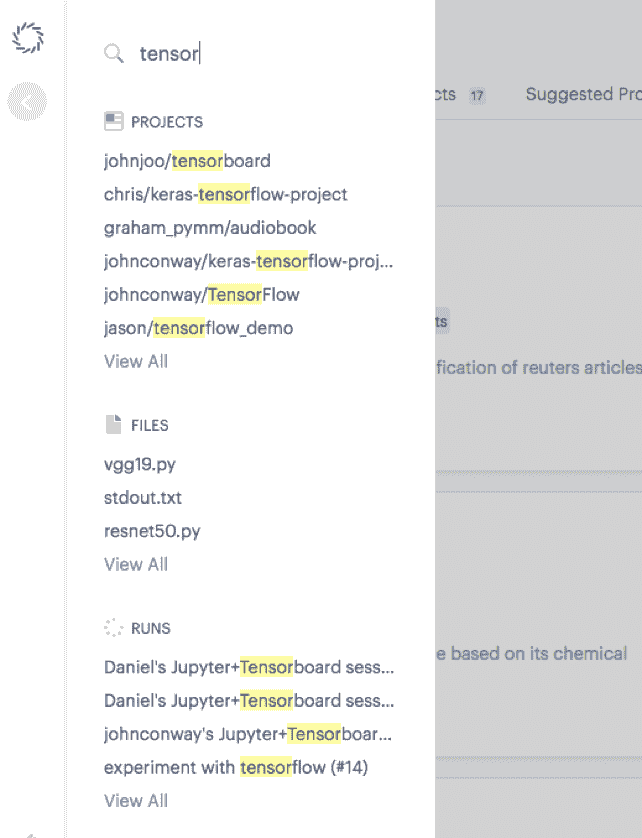 tensor
PROJECTS
johnjoo/tensorboard
chris/keras-tensorflow-project
graham_pymm/audiobook
johnconway/keras-tensorflow-proj...
johnconway/TensorFlow
jason/tensorflow_demo
View All
FILES
vgg19.py
stdout.txt
resnet50.py
View All
RUNS
Daniel's Jupyter+Tensorboard sess...
Daniel's Jupyter+Tensorboard sess...
johnconway's Jupyter+Tensorboar...
experiment with tensorflow (#14)
View All
cts 17 Suggested Pro
ts
fication of reuters articles
e based on its chemical